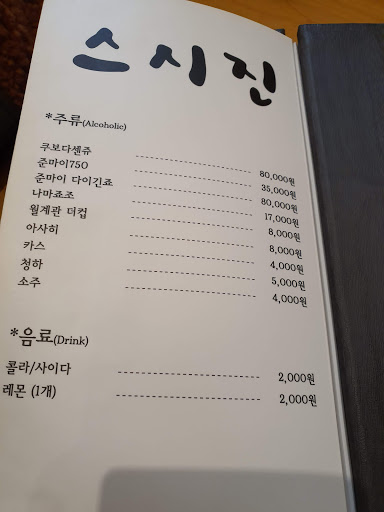 스시진
*주류(Alcoholic)
쿠보다센쥬 80,000원
준마이750 35,000원
준마이 다이긴죠 80,000원
나마죠조 17,000원
월계관 더컵 8,000원
아사히 8,000원
카스 4,000원
청하 5,000원
소주 4,000원
*음료(Drink)
콜라/사이다 2,000원
레몬 (1개) 2,000원